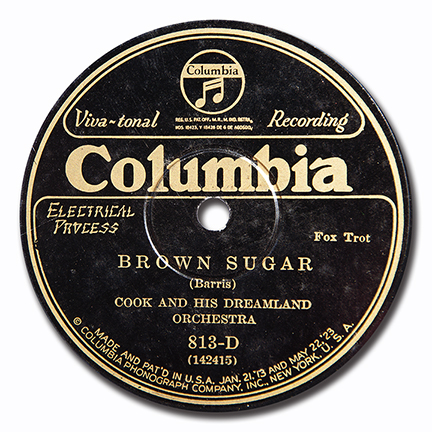 Columbia
REG. U.S. PAT. OFF., M.R., M. IND. REGTRA.
Viva-tonal Recording
Columbia
ELECTRICAL
PROCESS
Fox Trot
BROWN SUGAR
(Barris)
COOK AND HIS DREAMLAND
ORCHESTRA
813-D
(142415)
MADE AND PAT'D IN U.S.A. JAN. 21,'13 AND MAY 22,'23
© COLUMBIA PHONOGRAPH COMPANY, INC., NEW YORK, U.S.A.